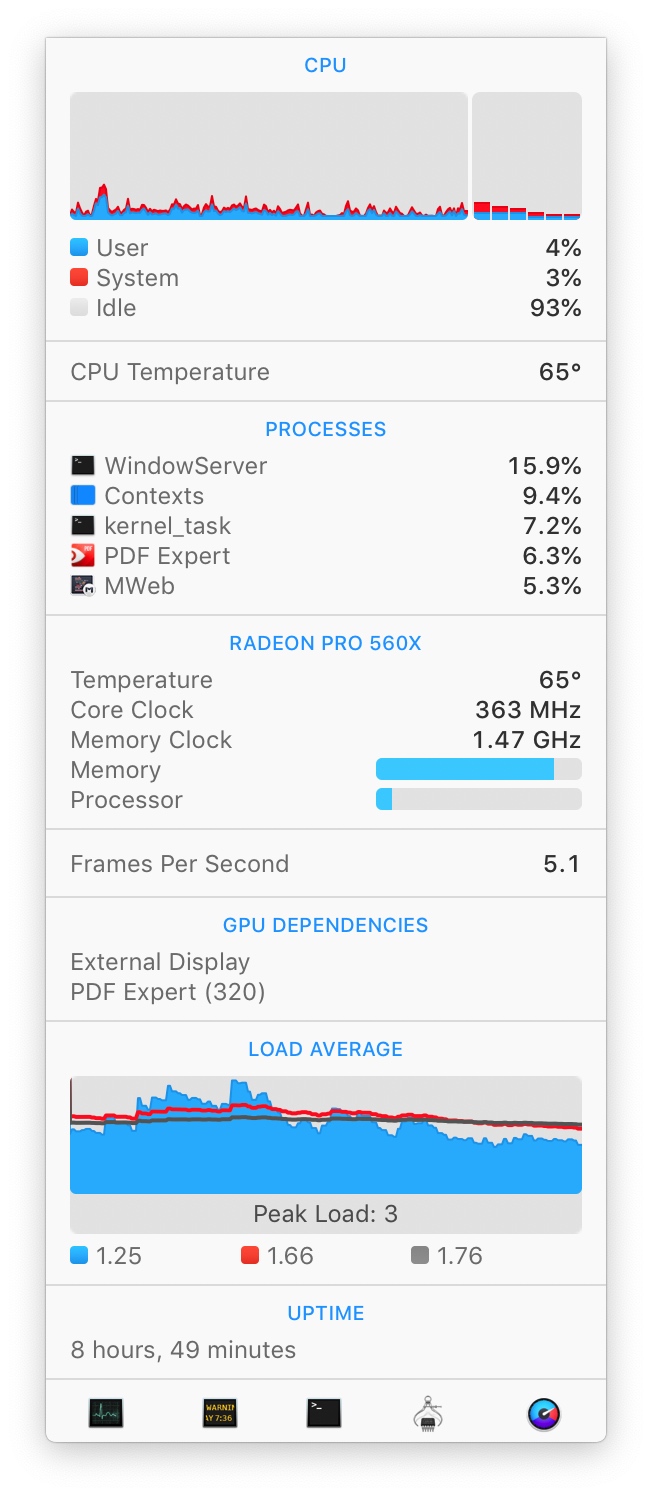 CPU
User 4%
System 3%
Idle 93%
CPU Temperature 65°
PROCESSES
WindowServer 15.9%
Contexts 9.4%
kernel_task 7.2%
PDF Expert 6.3%
MWeb 5.3%
RADEON PRO 560X
Temperature 65°
Core Clock 363 MHz
Memory Clock 1.47 GHz
Memory
Processor
Frames Per Second 5.1
GPU DEPENDENCIES
External Display
PDF Expert (320)
LOAD AVERAGE
Peak Load: 3
1.25 1.66 1.76
UPTIME
8 hours, 49 minutes
WARNIN
AY 7:36